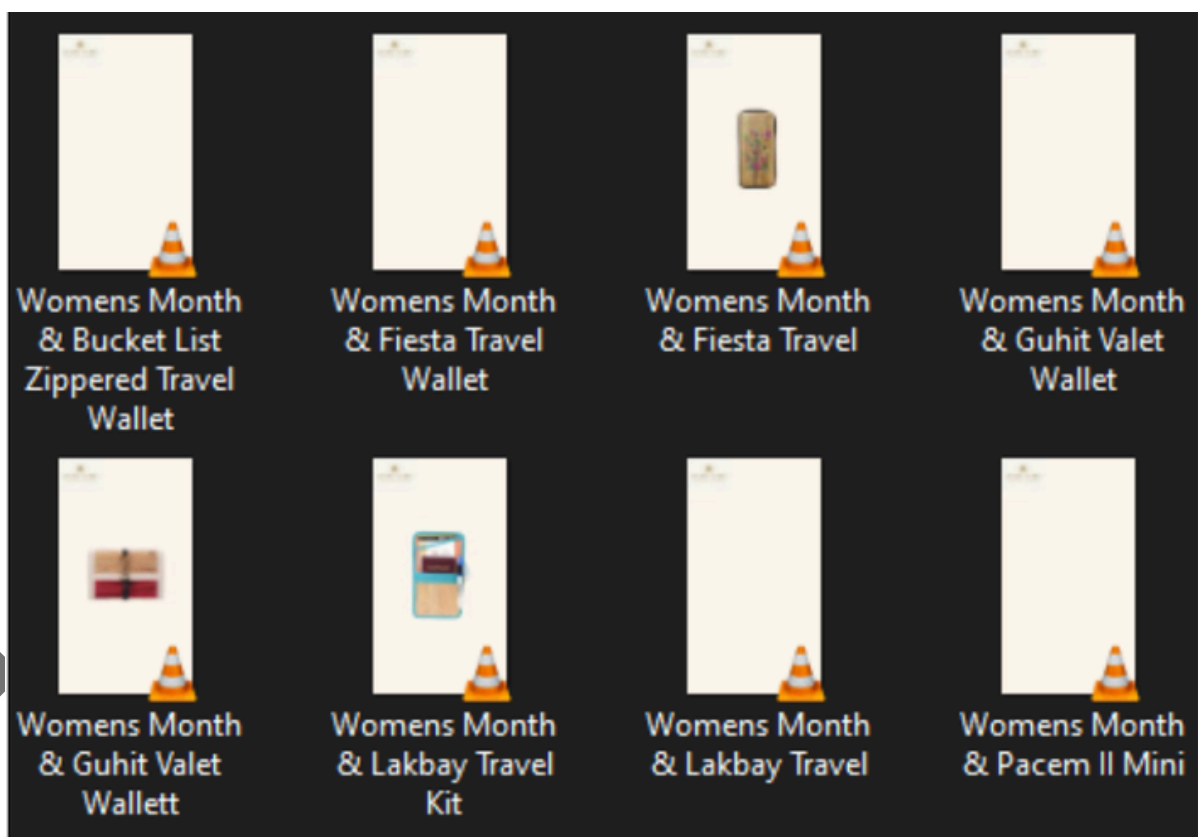 Womens Month
& Bucket List
Zippered Travel
Wallet
Womens Month
& Fiesta Travel
Wallet
Womens Month
& Fiesta Travel
Womens Month
& Guhit Valet
Wallet
Womens Month
& Guhit Valet
Wallett
Womens Month
& Lakbay Travel
Kit
Womens Month
& Lakbay Travel
Womens Month
& Pacem II Mini